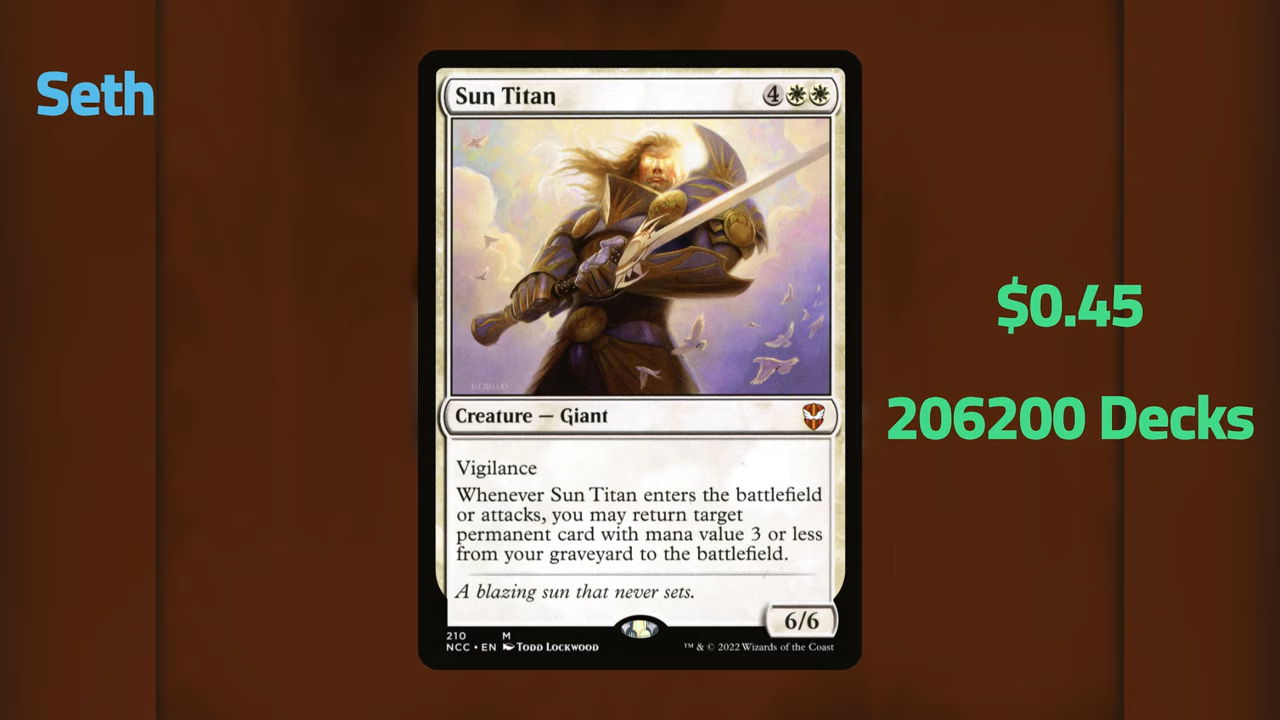 Seth
Sun Titan
4
Creature — Giant
Vigilance
Whenever Sun Titan enters the battlefield
or attacks, you may return target
permanent card with mana value 3 or less
from your graveyard to the battlefield.
A blazing sun that never sets.
6/6
210 M
NCC • EN Todd Lockwood
™ & © 2022 Wizards of the Coast
$0.45
206200 Decks